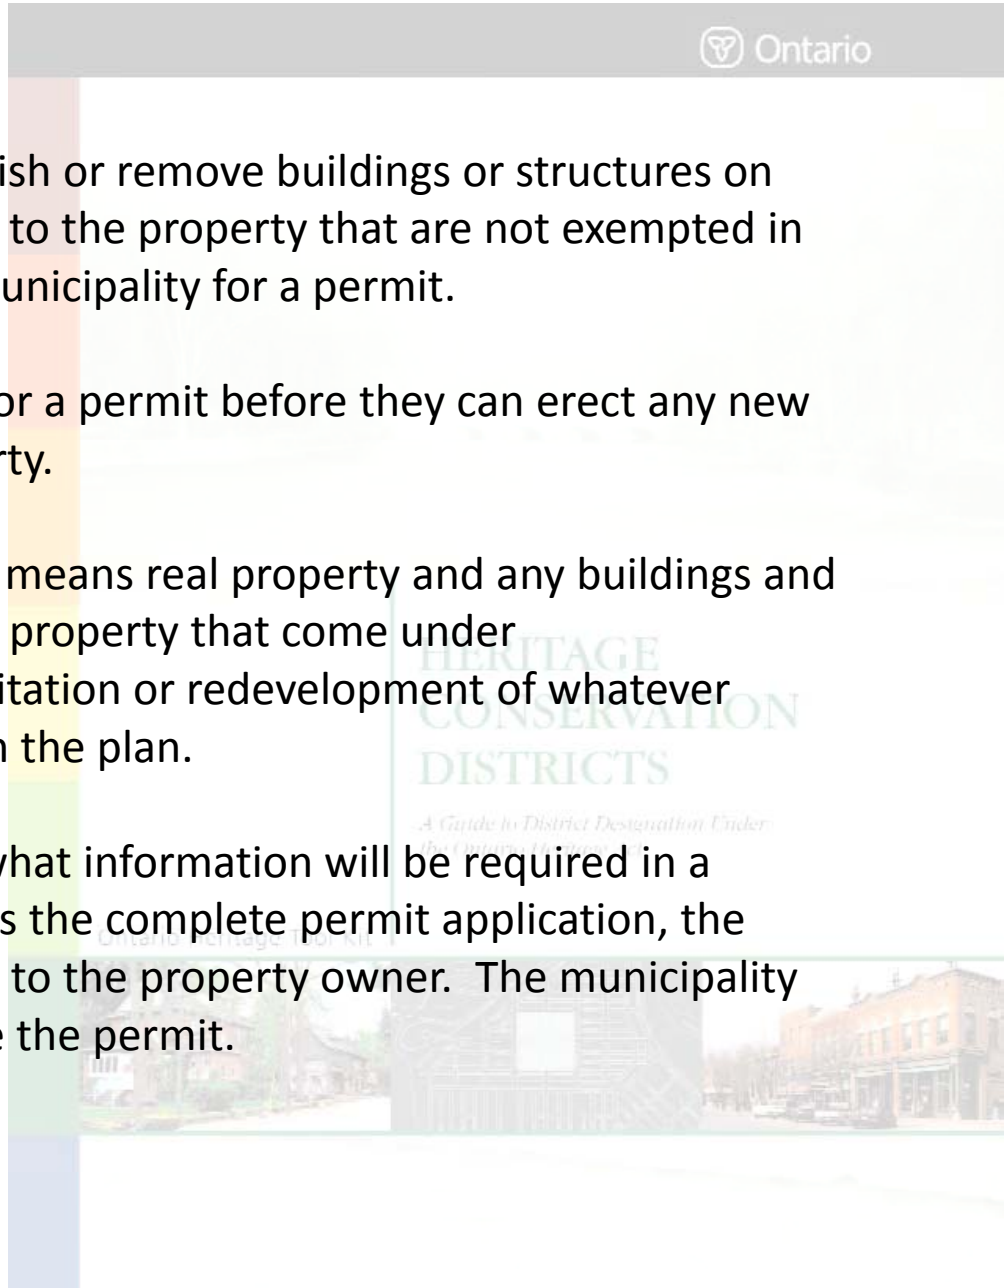 Ontario
ish or remove buildings or structures on
to the property that are not exempted in
unicipality for a permit.
or a permit before they can erect any new
rty.
means real property and any buildings and
property that come under
itation or redevelopment of whatever
n the plan.
HERITAGE
CONSERVATION
DISTRICTS
A Guide to District Designation Under
the Ontario Heritage Act
what information will be required in a
s the complete permit application, the
Ontario Heritage Tool Kit
to the property owner.  The municipality
e the permit.